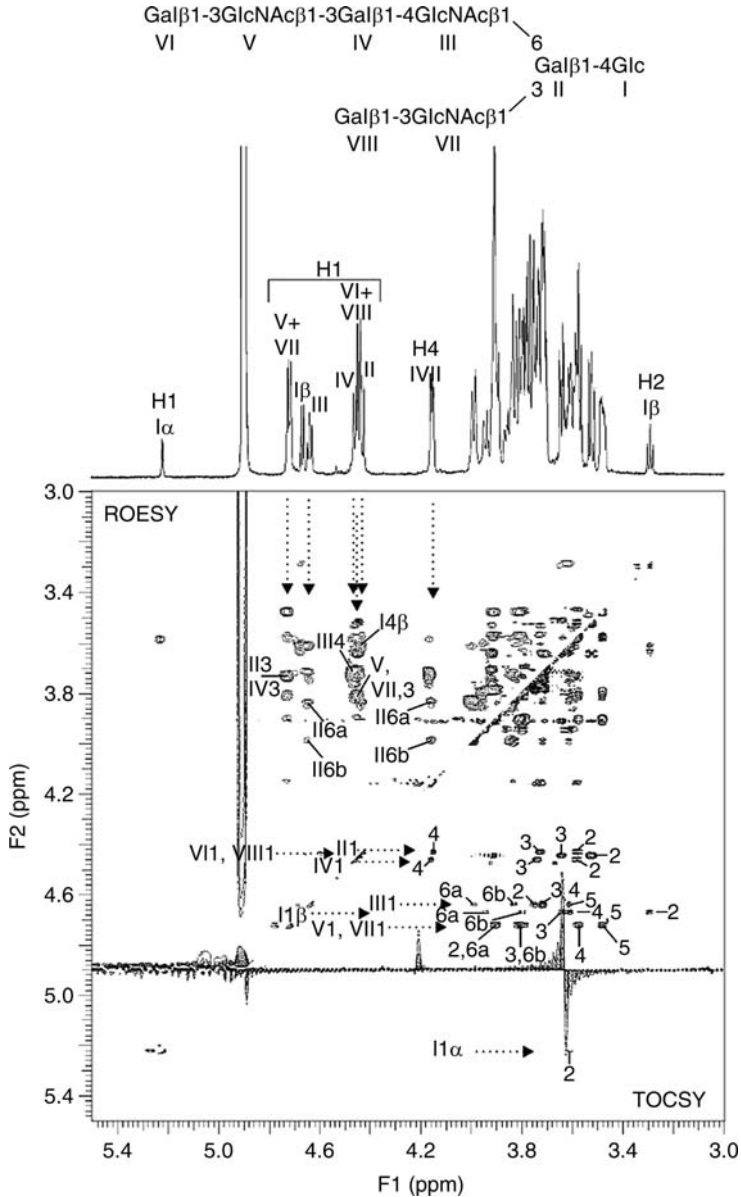 Galβ1-3GlcNAcβ1-3Galβ1-4GlcNAcβ1
VI V IV III 6
Galβ1-4Glc
3 II I
Galβ1-3GlcNAcβ1
VIII VII
H1
VI+
VIII
V+
VII
Iβ
III
IV
II
H4
IVII
H1
Iα
H2
Iβ
3.0
ROESY
3.4
I4β
III4
II3
IV3
V,
VII,3
3.8
II6a
II6a
II6b
II6b
4.2
F2 (ppm)
VI1, VIII1
II1
IV1
4
4
3
3
3
2
2
2
4.6
III1
6a
6b
2
3
4
5
I1β
6a
6b
3
4,5
2
V1, VII1
2,6a
3,6b
4
5
5.0
I1α
2
5.4
TOCSY
5.4 5.0 4.6 4.2 3.8 3.4 3.0
F1 (ppm)